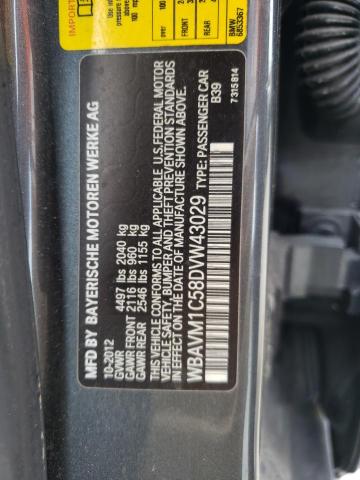 MFD BY BAYERISCHE MOTOREN WERKE AG
10-2012
GVWR 4497 lbs 2040 kg
GAWR FRONT 2116 lbs 960 kg
GAWR REAR 2546 lbs 1155 kg
THIS VEHICLE CONFORMS TO ALL APPLICABLE U.S.FEDERAL MOTOR
VEHICLE SAFETY, BUMPER AND THEFT PREVENTION STANDARDS
IN EFFECT ON THE DATE OF MANUFACTURE SHOWN ABOVE.
WBAVM1C58DVW43029 TYPE: PASSENGER CAR
B39
7315814
over 100
FRONT
REAR
BMW
6853367